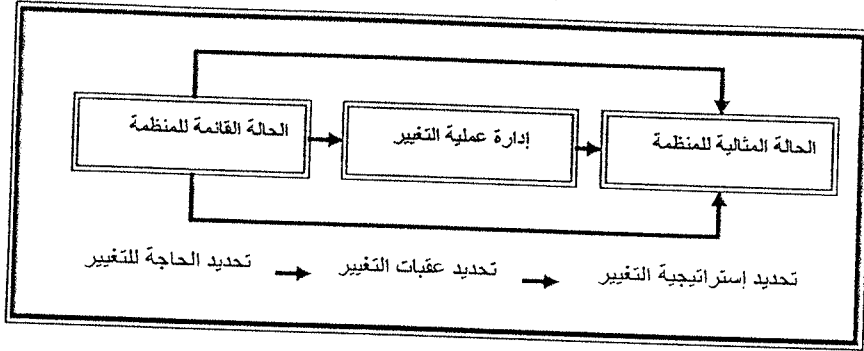 الحالة القائمة للمنظمة
إدارة عملية التغيير
الحالة المثالية للمنظمة
تحديد الحاجة للتغيير
تحديد عقبات التغيير
تحديد إستراتيجية التغيير